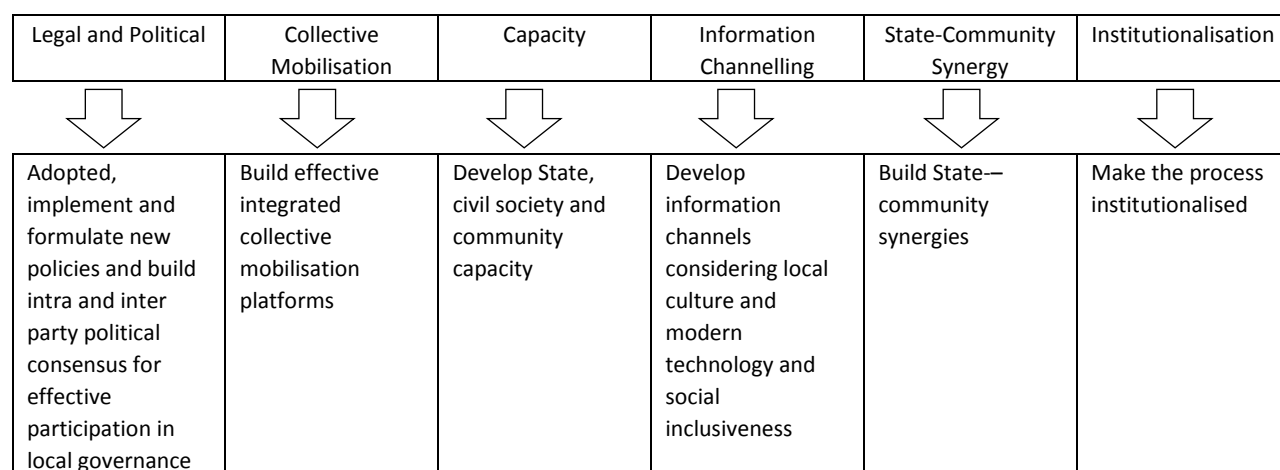 Legal and Political
Collective
Mobilisation
Capacity
Information
Channelling
State-Community
Synergy
Institutionalisation
Adopted,
implement and
formulate new
policies and build
intra and inter
party political
consensus for
effective
participation in
local governance
Build effective
integrated
collective
mobilisation
platforms
Develop State,
civil society and
community
capacity
Develop
information
channels
considering local
culture and
modern
technology and
social
inclusiveness
Build State-–
community
synergies
Make the process
institutionalised